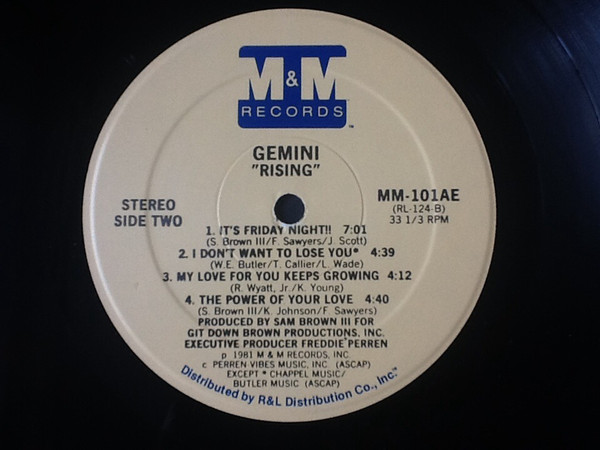 M&M
RECORDS
™
GEMINI
"RISING"
STEREO
SIDE TWO
MM-101AE
(RL-124-B)
33 1/3 RPM
1. IT'S FRIDAY NIGHT!! 7:01
(S. Brown III/F. Sawyers/J. Scott)
2. I DON'T WANT TO LOSE YOU* 4:39
(W.E. Butler/T. Callier/L. Wade)
3. MY LOVE FOR YOU KEEPS GROWING 4:12
(R. Wyatt, Jr./K. Young)
4. THE POWER OF YOUR LOVE 4:40
(S. Brown III/K. Johnson/F. Sawyers)
PRODUCED BY SAM BROWN III FOR
GIT DOWN BROWN PRODUCTIONS, INC.
EXECUTIVE PRODUCER FREDDIE PERREN
p 1981 M & M RECORDS, INC.
c PERREN VIBES MUSIC, INC (ASCAP)
EXCEPT * CHAPPEL MUSIC/
BUTLER MUSIC (ASCAP)
Distributed by R&L Distribution Co., Inc.™